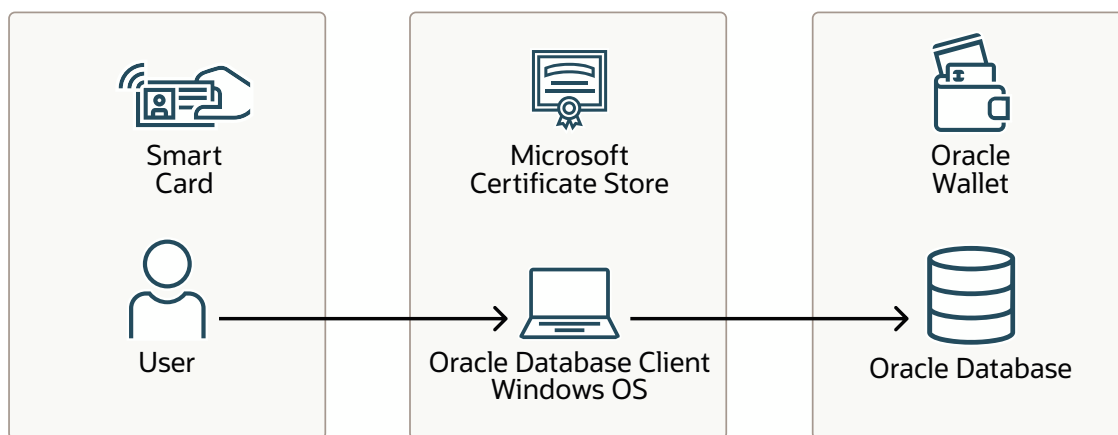 Smart
Card
Microsoft
Certificate Store
Oracle
Wallet
User
Oracle Database Client
Windows OS
Oracle Database